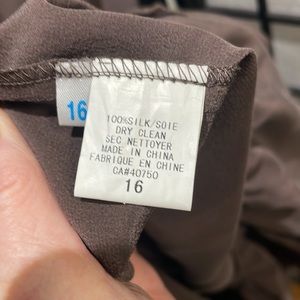 16
100%SILK/SOIE
DRY CLEAN
SEC NETTOYER
MADE IN CHINA
FABRIQUE EN CHINE
CA#40750
16